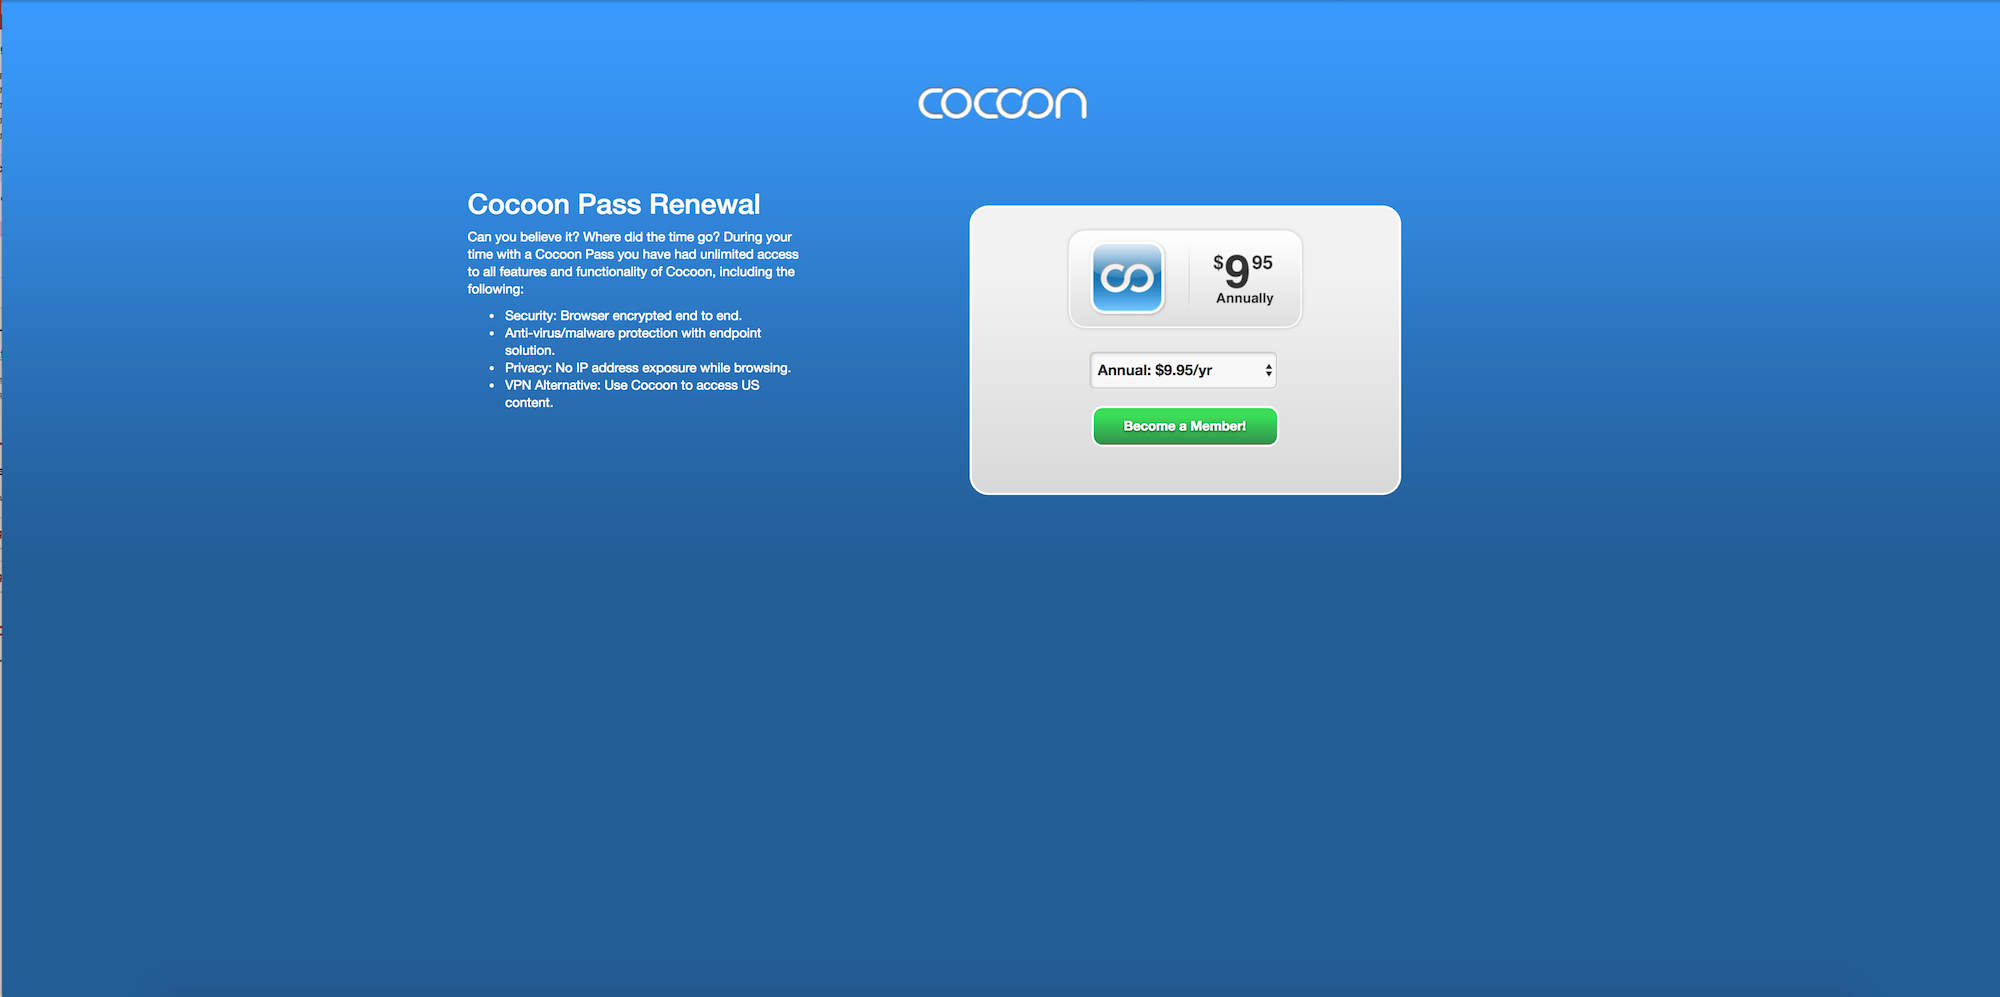 cocoon
Cocoon Pass Renewal
Can you believe it? Where did the time go? During your
time with a Cocoon Pass you have had unlimited access
to all features and functionality of Cocoon, including the
following:
• Security: Browser encrypted end to end.
• Anti-virus/malware protection with endpoint
solution.
• Privacy: No IP address exposure while browsing.
• VPN Alternative: Use Cocoon to access US
content.
$9.95
Annually
Annual: $9.95/yr
Become a Member!